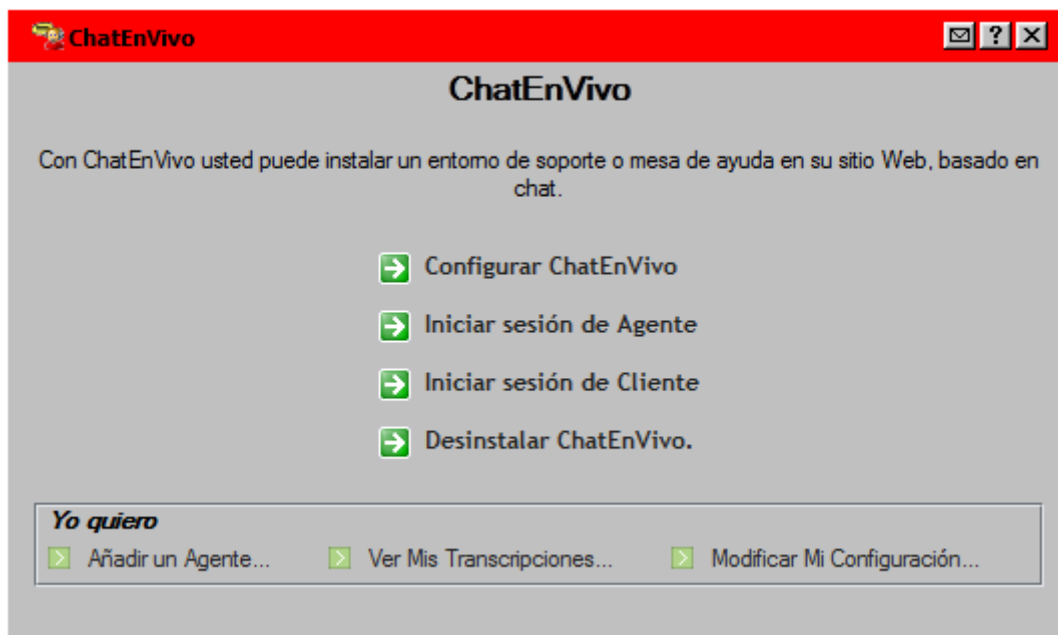 ChatEnVivo
ChatEnVivo
Con ChatEnVivo usted puede instalar un entorno de soporte o mesa de ayuda en su sitio Web, basado en
chat.
Configurar ChatEnVivo
Iniciar sesión de Agente
Iniciar sesión de Cliente
Desinstalar ChatEnVivo.
Yo quiero
Añadir un Agente... Ver Mis Transcripciones... Modificar Mi Configuración...